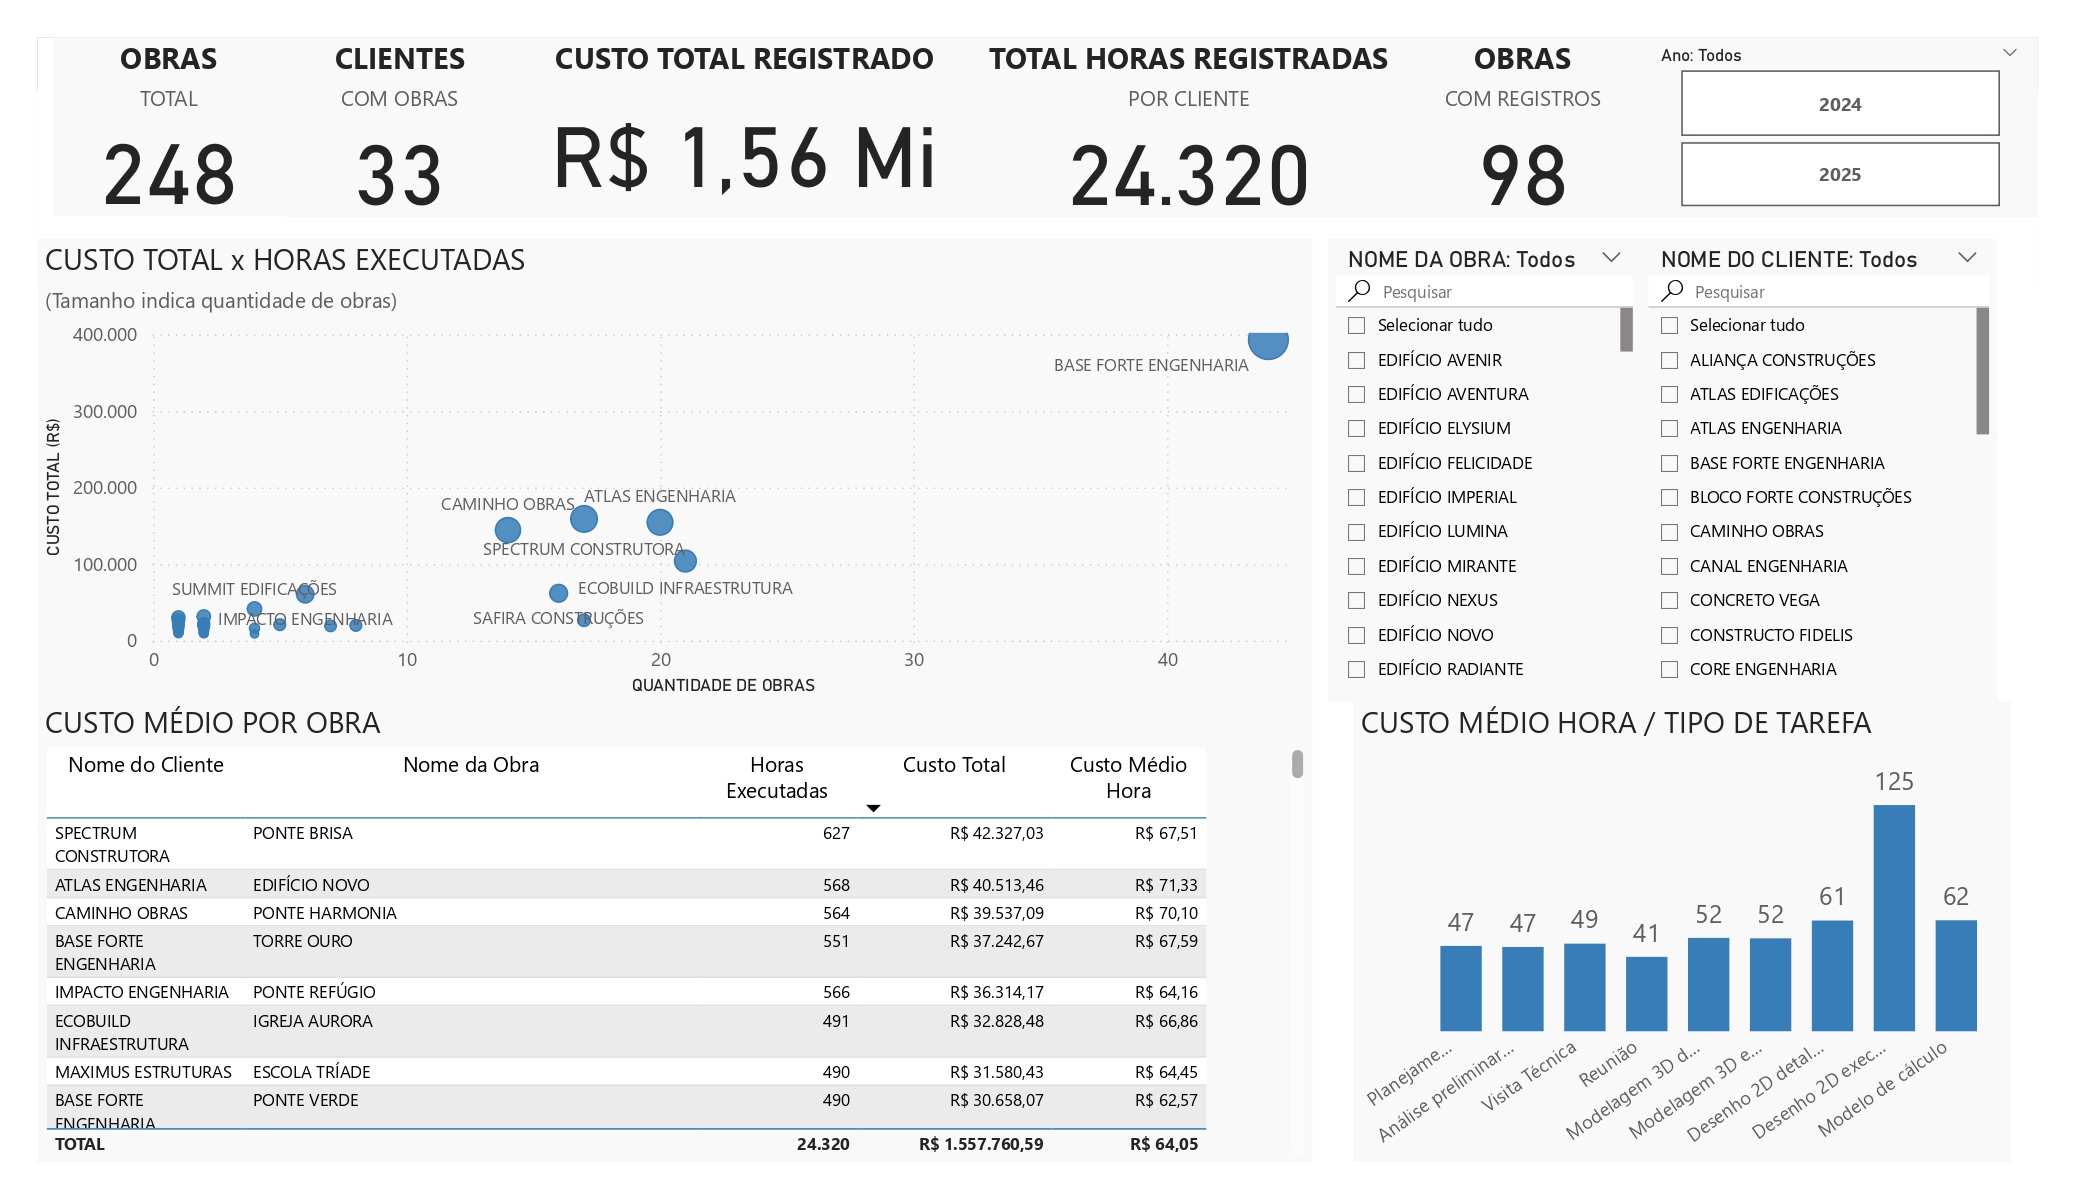 OBRAS
TOTAL
248
CLIENTES
COM OBRAS
33
CUSTO TOTAL REGISTRADO
R$ 1,56 Mi
TOTAL HORAS REGISTRADAS
POR CLIENTE
24.320
OBRAS
COM REGISTROS
98
Ano: Todos
2024
2025
CUSTO TOTAL x HORAS EXECUTADAS
(Tamanho indica quantidade de obras)
CUSTO TOTAL (R$)
400.000
300.000
200.000
100.000
0
BASE FORTE ENGENHARIA
CAMINHO OBRAS
ATLAS ENGENHARIA
SPECTRUM CONSTRUTORA
SUMMIT EDIFICAÇÕES
ECOBUILD INFRAESTRUTURA
IMPACTO ENGENHARIA
SAFIRA CONSTRUÇÕES
0 10 20 30 40
QUANTIDADE DE OBRAS
NOME DA OBRA: Todos
Pesquisar
Selecionar tudo
EDIFÍCIO AVENIR
EDIFÍCIO AVENTURA
EDIFÍCIO ELYSIUM
EDIFÍCIO FELICIDADE
EDIFÍCIO IMPERIAL
EDIFÍCIO LUMINA
EDIFÍCIO MIRANTE
EDIFÍCIO NEXUS
EDIFÍCIO NOVO
EDIFÍCIO RADIANTE
NOME DO CLIENTE: Todos
Pesquisar
Selecionar tudo
ALIANÇA CONSTRUÇÕES
ATLAS EDIFICAÇÕES
ATLAS ENGENHARIA
BASE FORTE ENGENHARIA
BLOCO FORTE CONSTRUÇÕES
CAMINHO OBRAS
CANAL ENGENHARIA
CONCRETO VEGA
CONSTRUCTO FIDELIS
CORE ENGENHARIA
CUSTO MÉDIO POR OBRA
Nome do Cliente Nome da Obra Horas Executadas Custo Total Custo Médio Hora
SPECTRUM CONSTRUTORA PONTE BRISA 627 R$ 42.327,03 R$ 67,51
ATLAS ENGENHARIA EDIFÍCIO NOVO 568 R$ 40.513,46 R$ 71,33
CAMINHO OBRAS PONTE HARMONIA 564 R$ 39.537,09 R$ 70,10
BASE FORTE ENGENHARIA TORRE OURO 551 R$ 37.242,67 R$ 67,59
IMPACTO ENGENHARIA PONTE REFÚGIO 566 R$ 36.314,17 R$ 64,16
ECOBUILD INFRAESTRUTURA IGREJA AURORA 491 R$ 32.828,48 R$ 66,86
MAXIMUS ESTRUTURAS ESCOLA TRÍADE 490 R$ 31.580,43 R$ 64,45
BASE FORTE ENGENHARIA PONTE VERDE 490 R$ 30.658,07 R$ 62,57
TOTAL 24.320 R$ 1.557.760,59 R$ 64,05
CUSTO MÉDIO HORA / TIPO DE TAREFA
47 47 49 41 52 52 61 125 62
Planejame...
Análise preliminar...
Visita Técnica
Reunião
Modelagem 3D d...
Modelagem 3D e...
Desenho 2D detal...
Desenho 2D exec...
Modelo de cálculo